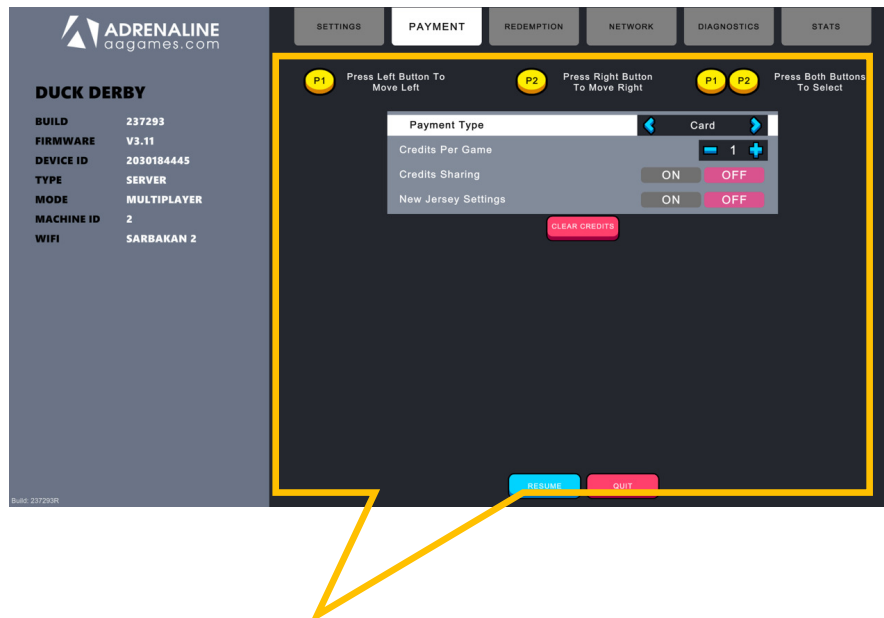 ADRENALINE
aagames.com
SETTINGS
PAYMENT
REDEMPTION
NETWORK
DIAGNOSTICS
STATS
DUCK DERBY
BUILD 237293
FIRMWARE V3.11
DEVICE ID 2030184445
TYPE SERVER
MODE MULTIPLAYER
MACHINE ID 2
WIFI SARBAKAN 2
P1 Press Left Button To
Move Left
P2 Press Right Button
To Move Right
P1 P2 Press Both Buttons
To Select
Payment Type Card
Credits Per Game 1
Credits Sharing ON OFF
New Jersey Settings ON OFF
CLEAR CREDITS
RESUME QUIT
Build: 237293R